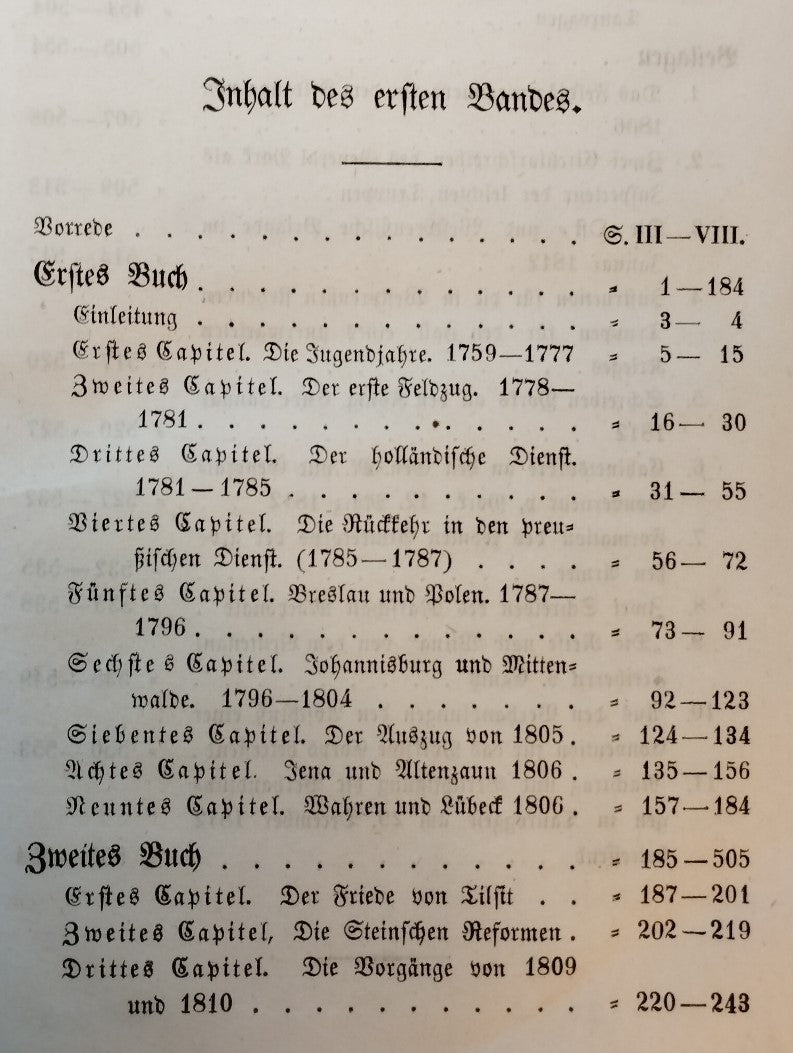 Inhalt des ersten Bandes.
Vorrede . . . . . . . . . . . . . . . . S. III—VIII.
Erstes Buch . . . . . . . . . . . . . . = 1—184
Einleitung . . . . . . . . . . . . . = 3— 4
Erstes Capitel. Die Jugendjahre. 1759—1777 = 5— 15
Zweites Capitel. Der erste Feldzug. 1778—
1781 . . . . . . . . . . . . . . = 16— 30
Drittes Capitel. Der holländische Dienst.
1781—1785 . . . . . . . . . . = 31— 55
Viertes Capitel. Die Rückkehr in den preu=
ßischen Dienst. (1785—1787) . . . . = 56— 72
Fünftes Capitel. Breslau und Polen. 1787—
1796 . . . . . . . . . . . . . . = 73— 91
Sechstes Capitel. Johannisburg und Mitten=
walde. 1796—1804 . . . . . . . = 92—123
Siebentes Capitel. Der Auszug von 1805 . = 124—134
Achtes Capitel. Jena und Altenzaun 1806 . = 135—156
Neuntes Capitel. Wahren und Lübeck 1806 . = 157—184
Zweites Buch . . . . . . . . . . . . . = 185—505
Erstes Capitel. Der Friede von Tilsit . . = 187—201
Zweites Capitel, Die Steinschen Reformen . = 202—219
Drittes Capitel. Die Vorgänge von 1809
und 1810 . . . . . . . . . . . . = 220—243